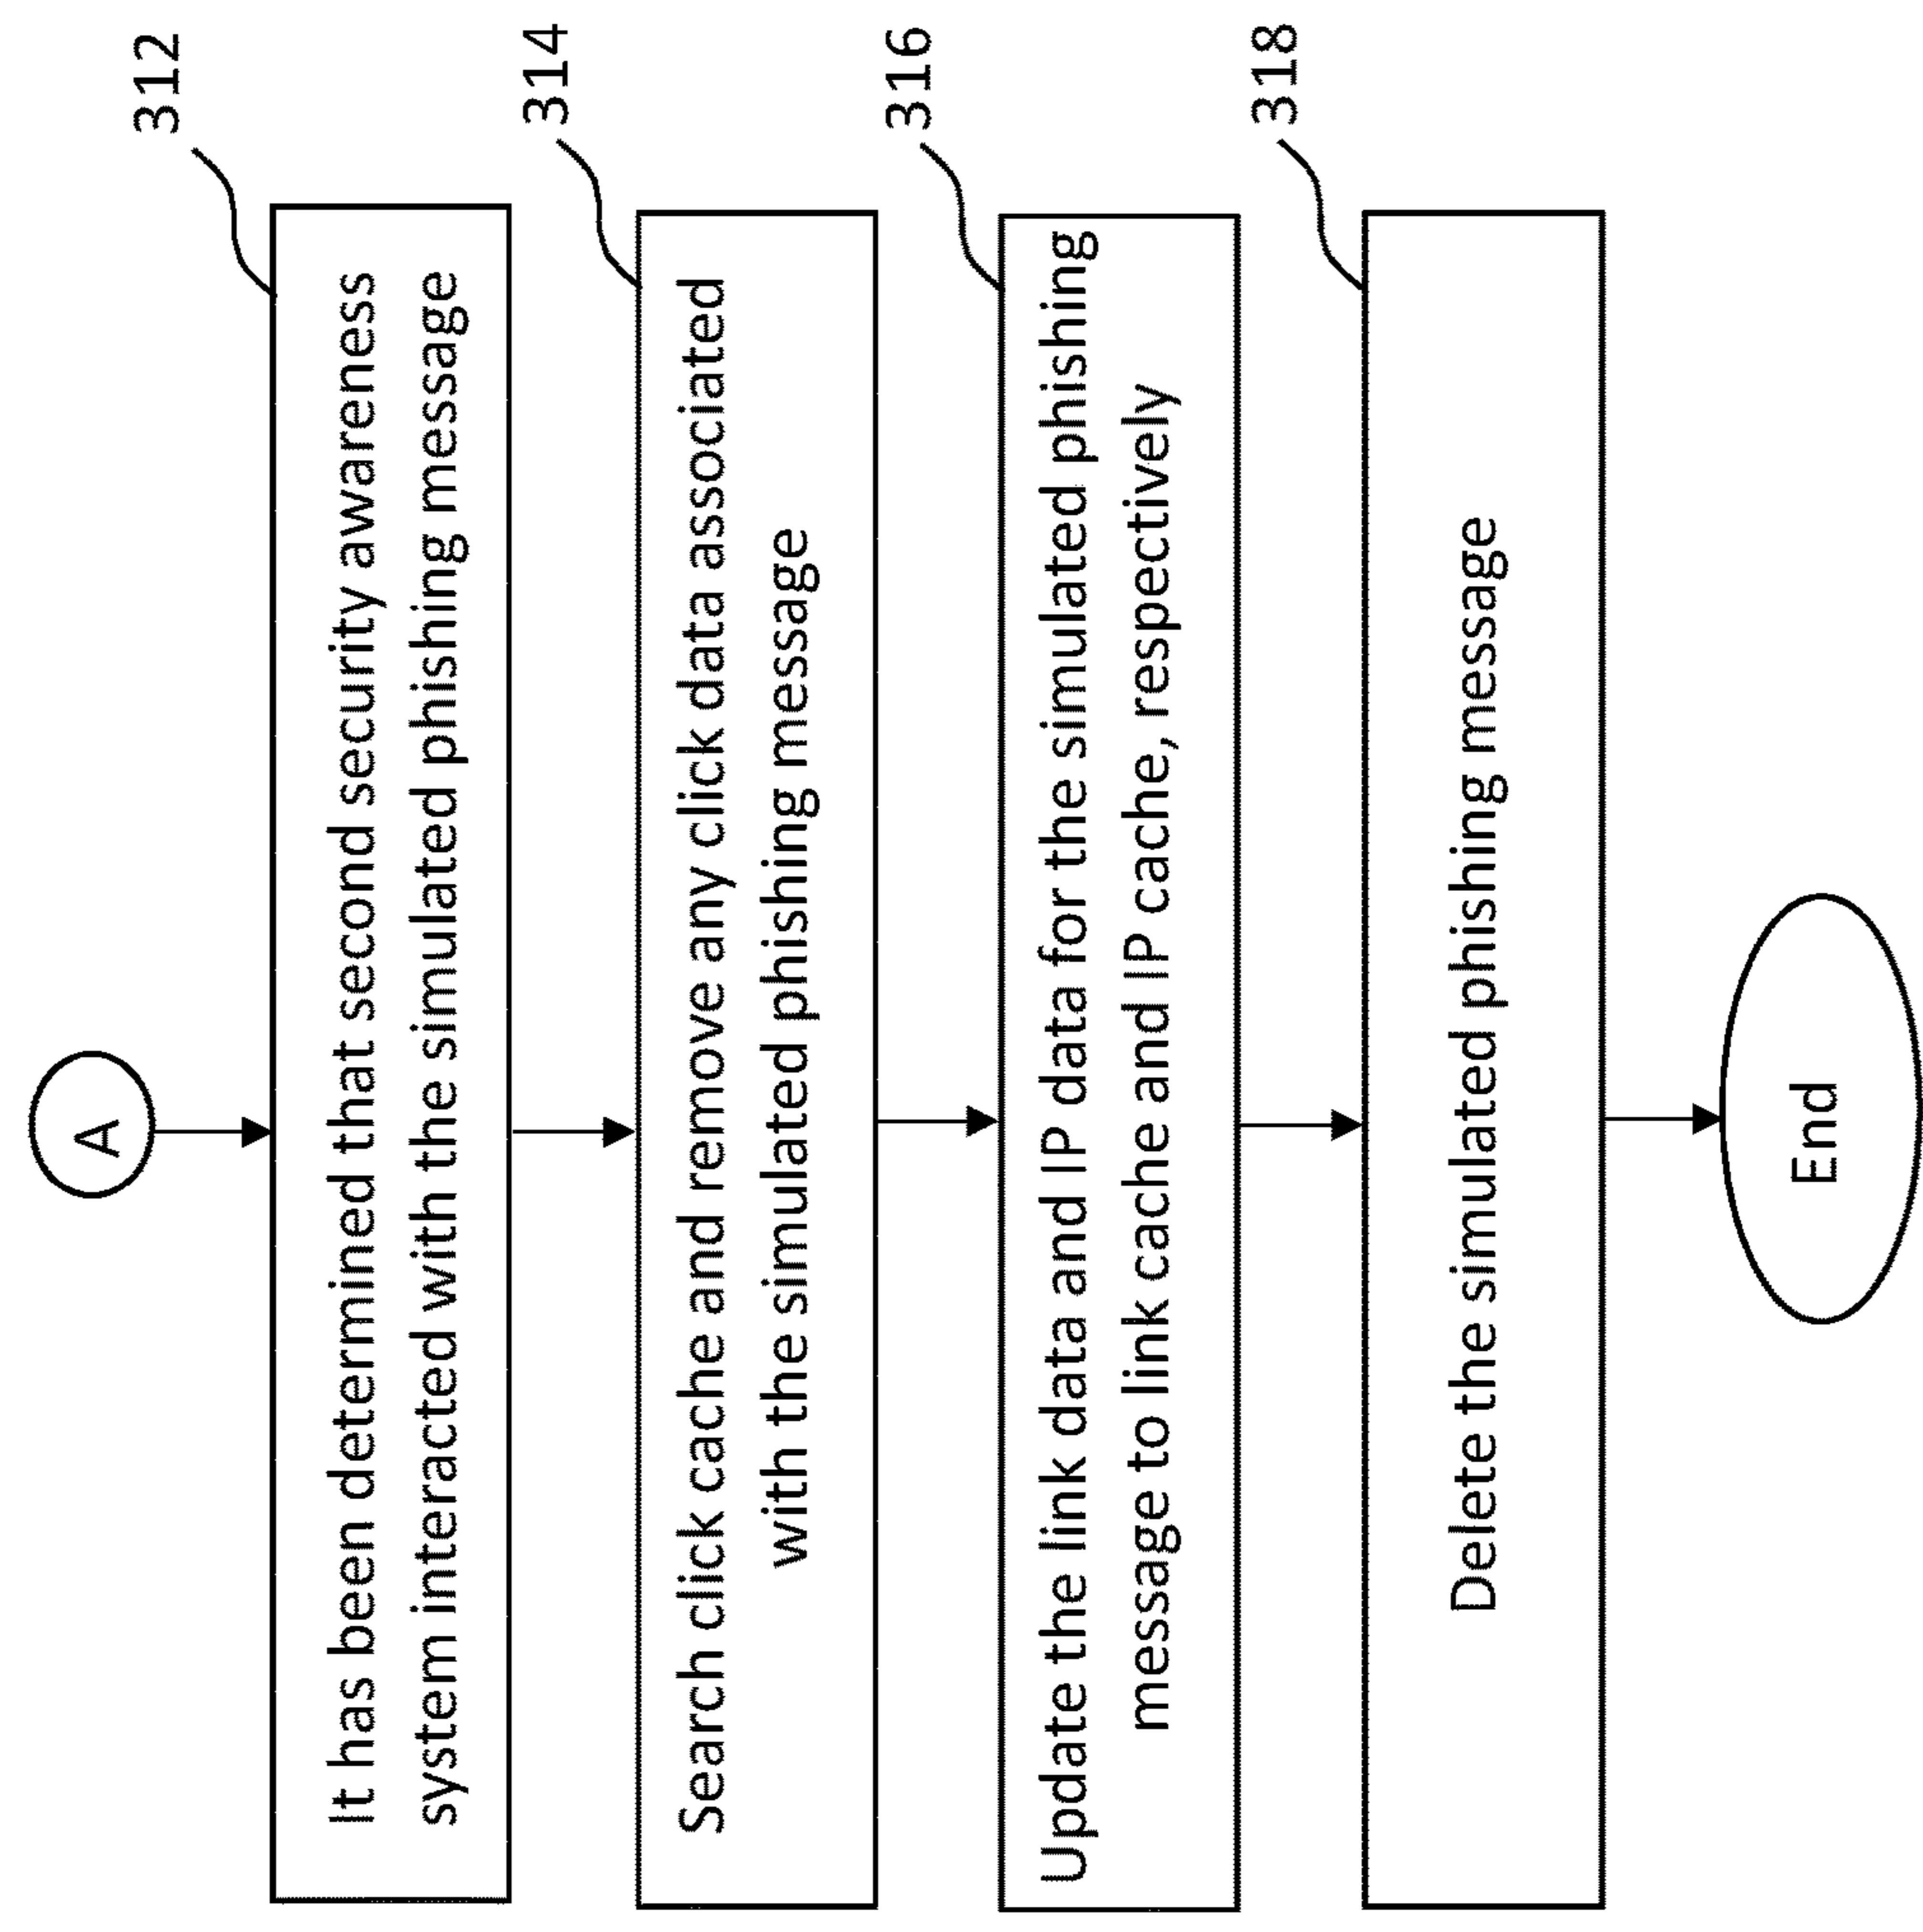 A
312
It has been determined that second security awareness
system interacted with the simulated phishing message
314
Search click cache and remove any click data associated
with the simulated phishing message
316
Update the link data and IP data for the simulated phishing
message to link cache and IP cache, respectively
318
Delete the simulated phishing message
End